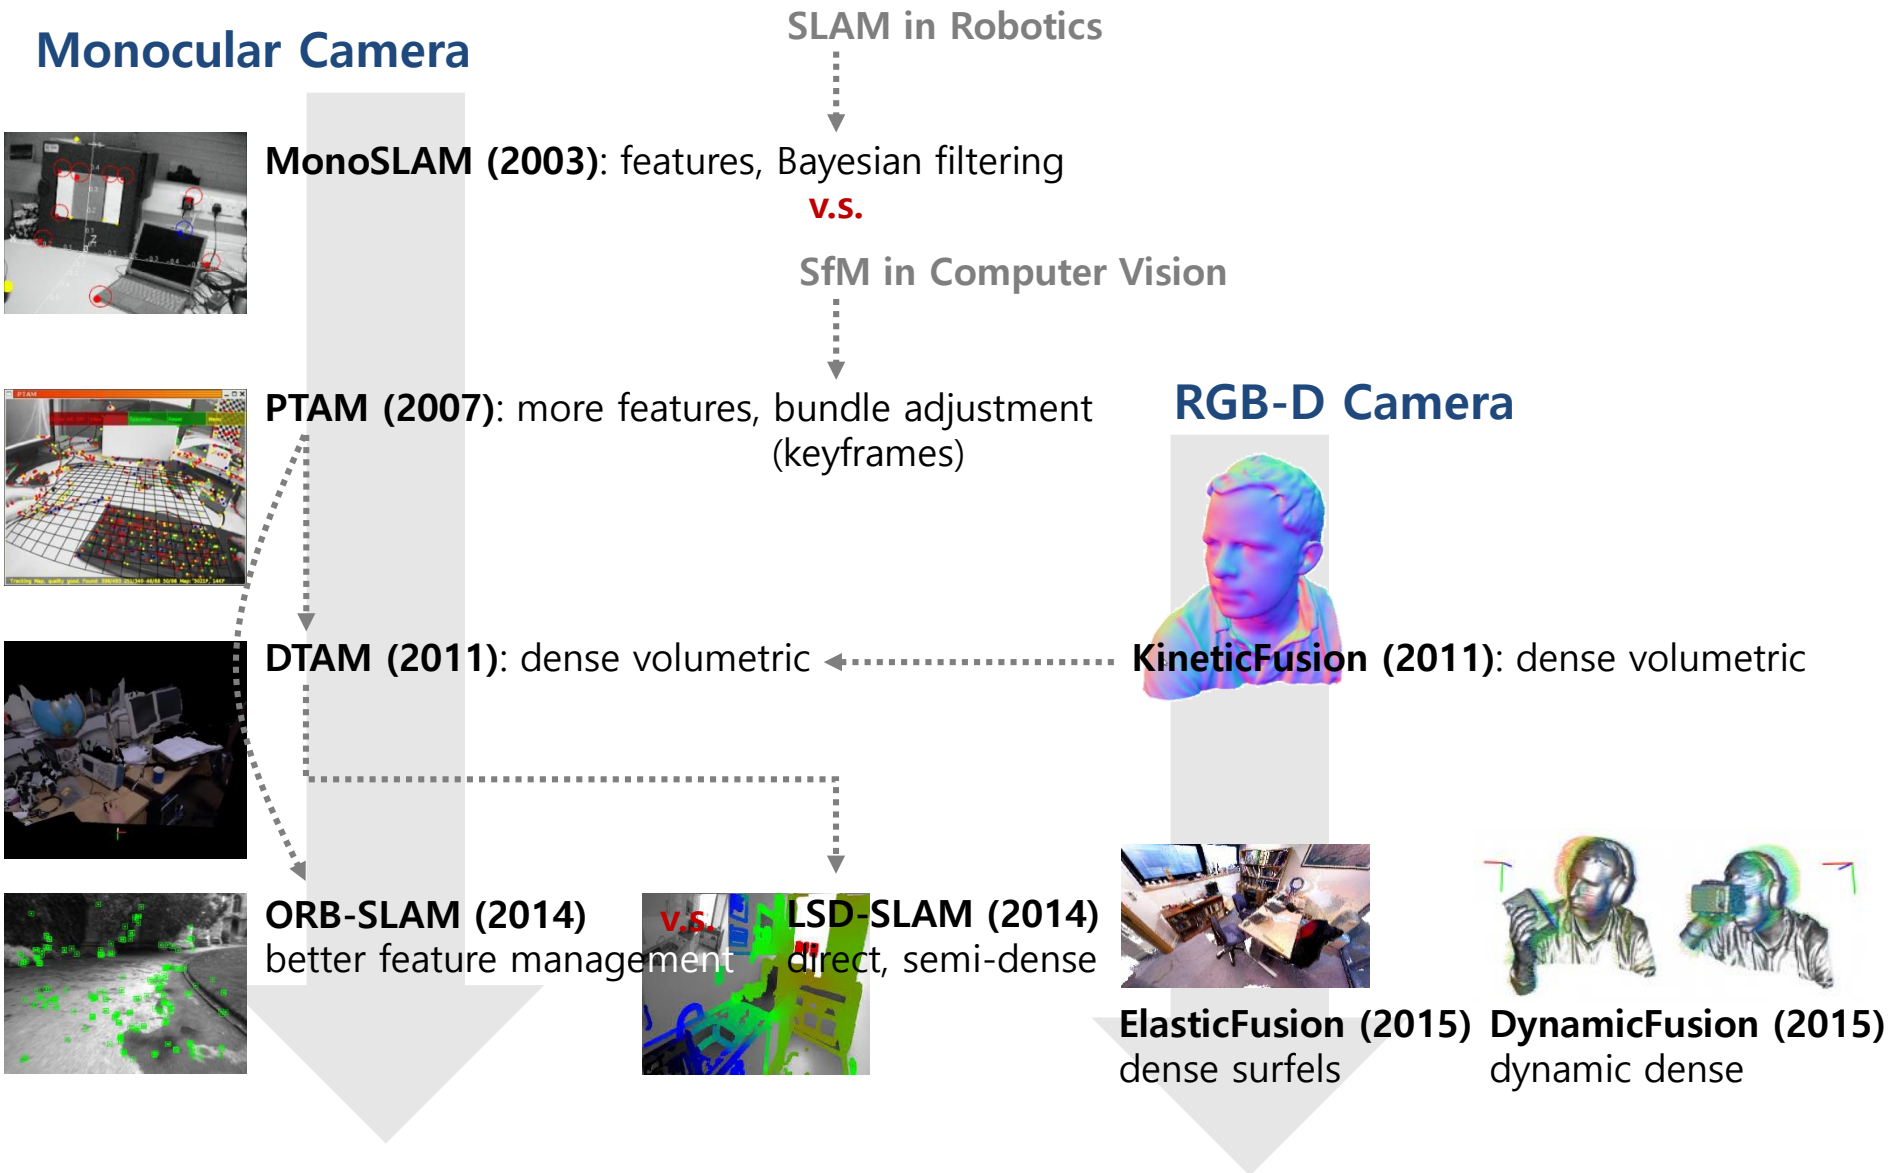 SLAM in Robotics
Monocular Camera
MonoSLAM (2003): features, Bayesian filtering
v.s.
SfM in Computer Vision
PTAM
PTAM (2007): more features, bundle adjustment
(keyframes)
RGB-D Camera
DTAM (2011): dense volumetric
KineticFusion (2011): dense volumetric
ORB-SLAM (2014)
better feature management
v.s.
LSD-SLAM (2014)
direct, semi-dense
ElasticFusion (2015)
dense surfels
DynamicFusion (2015)
dynamic dense